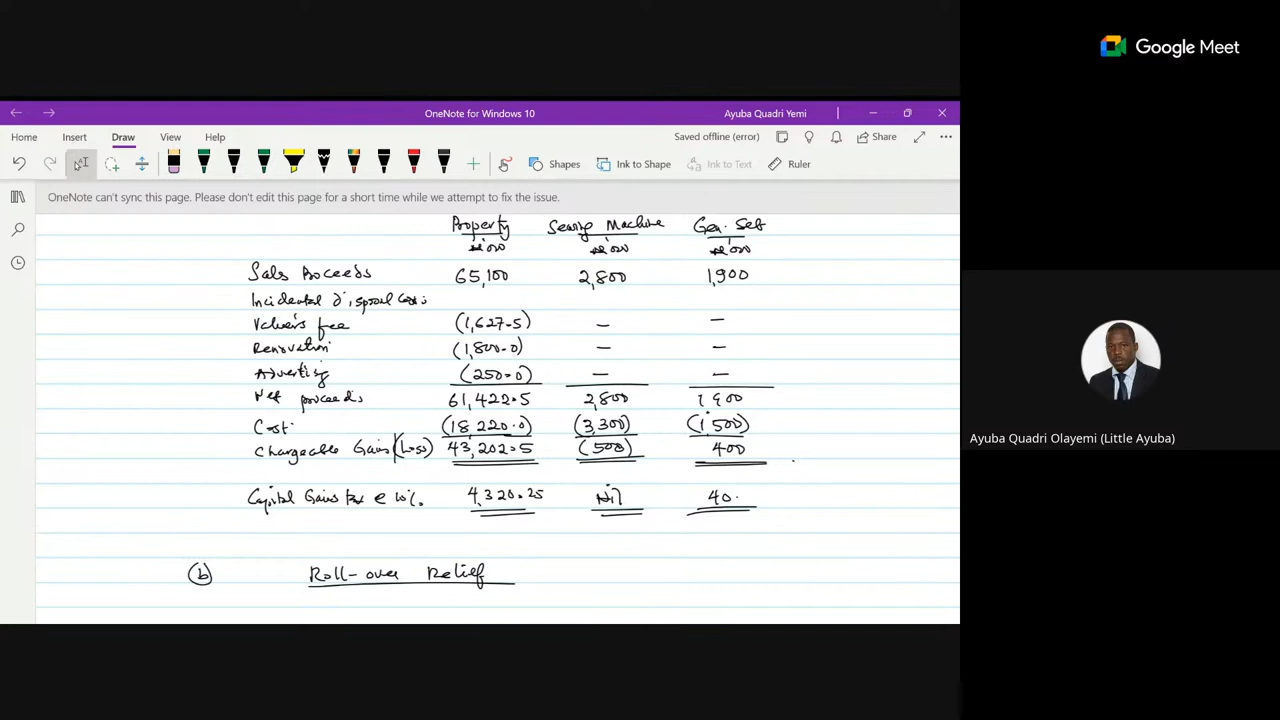 Google Meet
OneNote for Windows 10
Ayuba Quadri Yemi
Home Insert Draw View Help
Saved offline (error)
Share
Shapes
Ink to Shape
Ink to Text
Ruler
OneNote can't sync this page. Please don't edit this page for a short time while we attempt to fix the issue.
Property Sewing Machine Gen. Set
₦'000 ₦'000 ₦'000
Sales Proceeds 65,100 2,800 1,900
Incidental disposal Costs
Valuer's fee (1,627.5) – –
Renovation (1,800.0) – –
Advertising (250.0) – –
Net proceeds 61,422.5 2,800 1,900
Cost (18,220.0) (3,300) (1,500)
Chargeable Gains/(Loss) 43,202.5 (500) 400
Capital Gains Tax @ 10% 4,320.25 Nil 40.
(b) Roll-over Relief
Ayuba Quadri Olayemi (Little Ayuba)